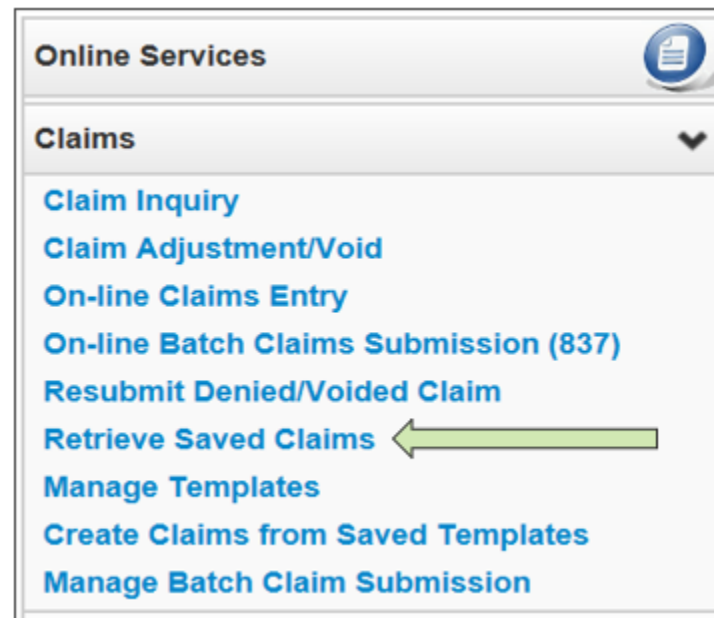 Online Services
Claims
Claim Inquiry
Claim Adjustment/Void
On-line Claims Entry
On-line Batch Claims Submission (837)
Resubmit Denied/Voided Claim
Retrieve Saved Claims
Manage Templates
Create Claims from Saved Templates
Manage Batch Claim Submission